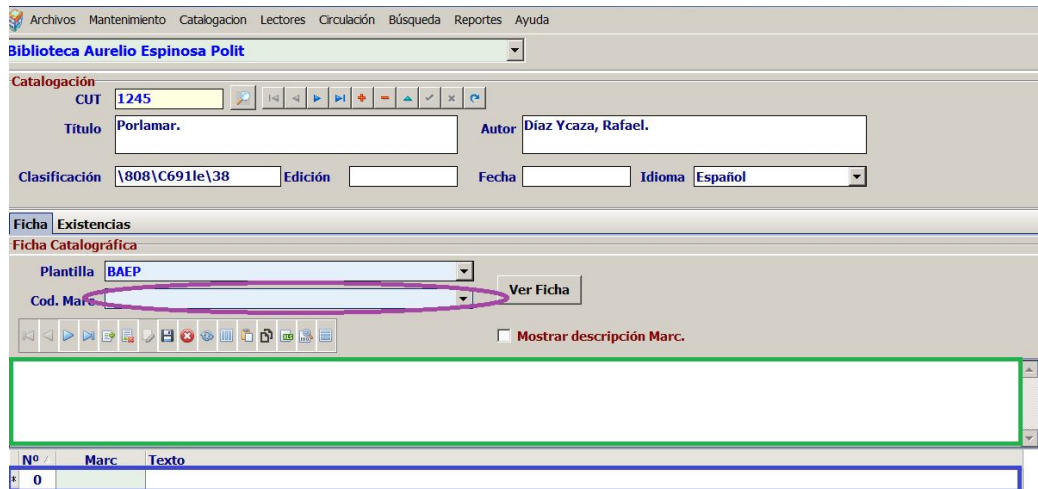 Archivos Mantenimiento Catalogacion Lectores Circulación Búsqueda Reportes Ayuda
Biblioteca Aurelio Espinosa Polit
Catalogación
CUT 1245
Título Porlamar. Autor Díaz Ycaza, Rafael.
Clasificación \808\C691le\38 Edición Fecha Idioma Español
Ficha Existencias
Ficha Catalográfica
Plantilla BAEP
Ver Ficha
Cod. Marc
Mostrar descripción Marc.
Nº Marc Texto
* 0